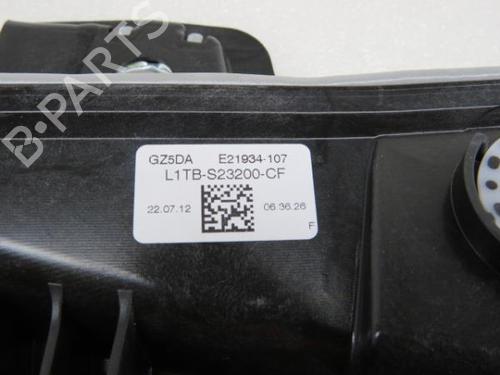 GZ5DA E21934-107
L1TB-S23200-CF
22.07.12 06:36:26
F
B-PARTS